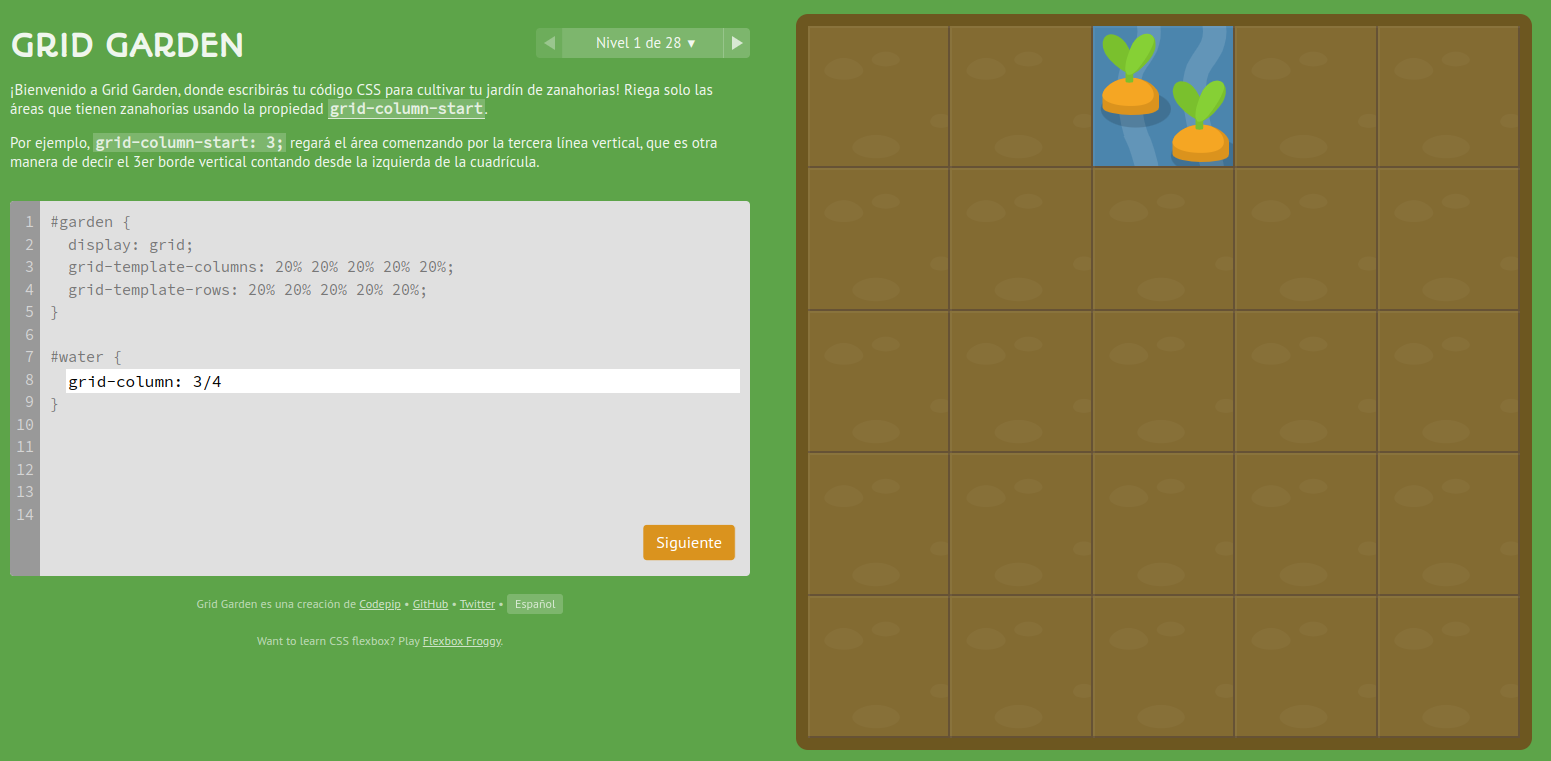 GRID GARDEN
◀ Nivel 1 de 28 ▾ ▶
¡Bienvenido a Grid Garden, donde escribirás tu código CSS para cultivar tu jardín de zanahorias! Riega solo las
áreas que tienen zanahorias usando la propiedad grid-column-start.
Por ejemplo, grid-column-start: 3; regará el área comenzando por la tercera línea vertical, que es otra
manera de decir el 3er borde vertical contando desde la izquierda de la cuadrícula.
1 #garden {
2 display: grid;
3 grid-template-columns: 20% 20% 20% 20% 20%;
4 grid-template-rows: 20% 20% 20% 20% 20%;
5 }
6
7 #water {
8 grid-column: 3/4
9 }
10
11
12
13
14
Siguiente
Grid Garden es una creación de Codepip • GitHub • Twitter • Español
Want to learn CSS flexbox? Play Flexbox Froggy.